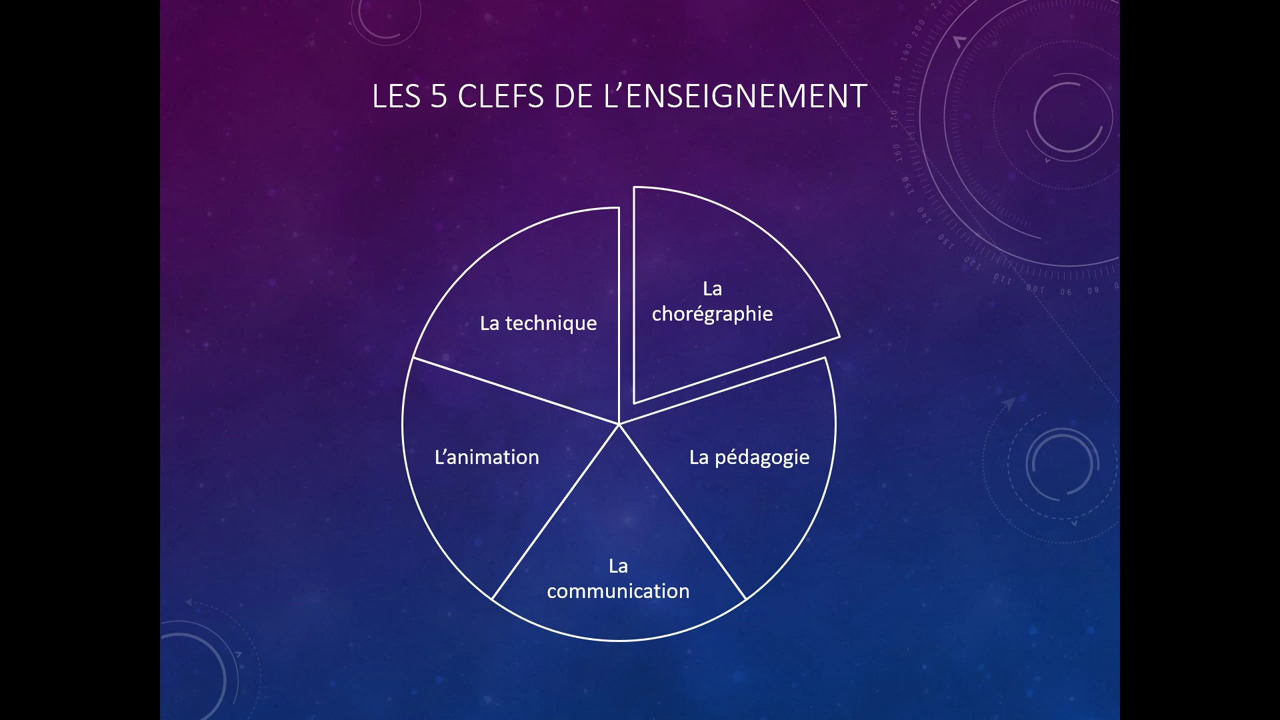 LES 5 CLEFS DE L’ENSEIGNEMENT
La
chorégraphie
La technique
L’animation
La pédagogie
La
communication